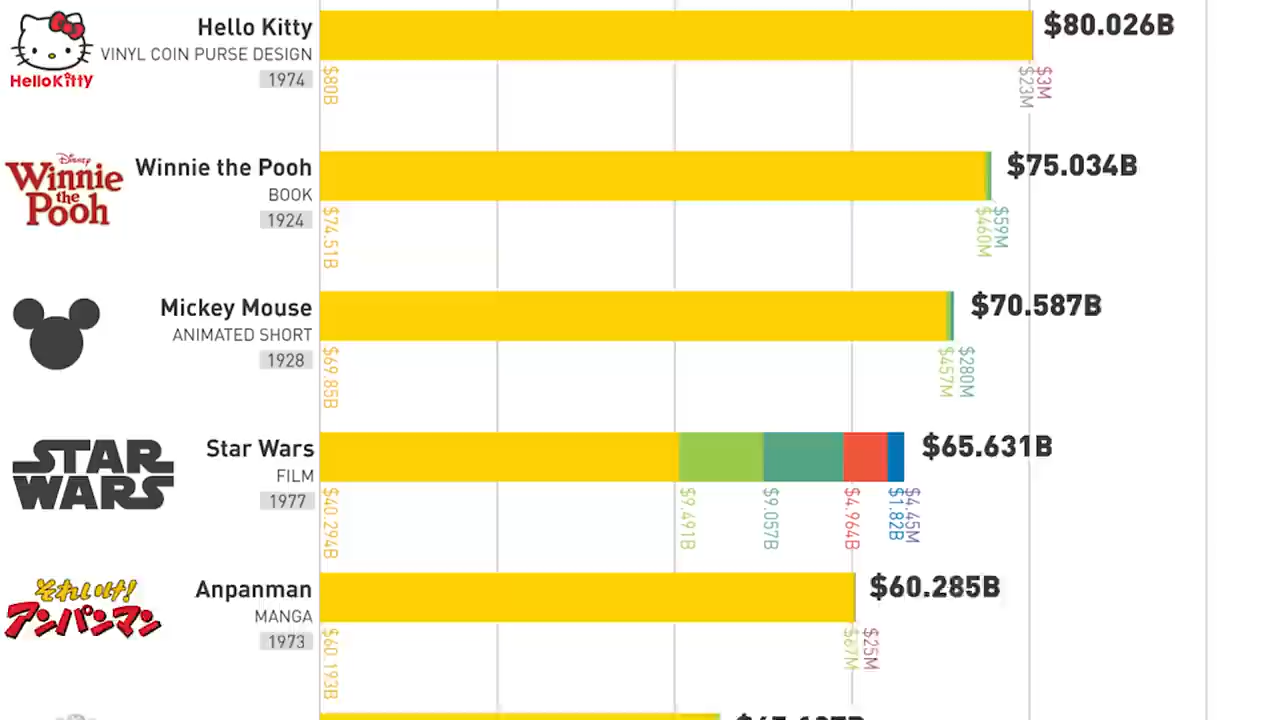 Hello Kitty
VINYL COIN PURSE DESIGN
1974
HelloKitty
$80.026B
$80B
$23M
$3M
Disney
Winnie
the
Pooh
Winnie the Pooh
BOOK
1924
$75.034B
$74.51B
$460M
$59M
Mickey Mouse
ANIMATED SHORT
1928
$70.587B
$69.85B
$457M
$280M
STAR
WARS
Star Wars
FILM
1977
$65.631B
$40.294B
$9.491B
$9.057B
$4.964B
$1.82B
$4.45M
それいけ!
アンパンマン
Anpanman
MANGA
1973
$60.285B
$60.193B
$67M
$25M